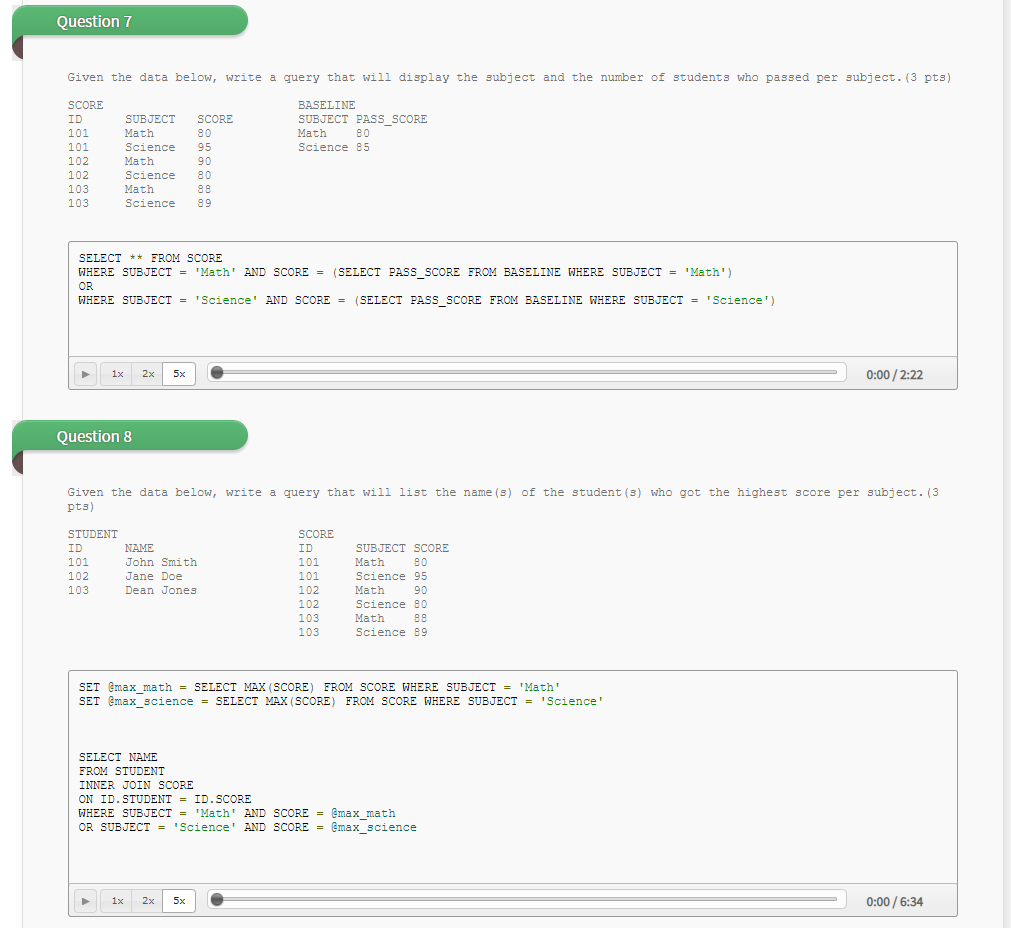 Question 7
Given the data below, write a query that will display the subject and the number of students who passed per subject.(3 pts)
SCORE                           BASELINE
ID      SUBJECT   SCORE         SUBJECT PASS_SCORE
101     Math      80            Math    80
101     Science   95            Science 85
102     Math      90
102     Science   80
103     Math      88
103     Science   89
SELECT ** FROM SCORE
WHERE SUBJECT = 'Math' AND SCORE = (SELECT PASS_SCORE FROM BASELINE WHERE SUBJECT = 'Math')
OR
WHERE SUBJECT = 'Science' AND SCORE = (SELECT PASS_SCORE FROM BASELINE WHERE SUBJECT = 'Science')
1x 2x 5x 0:00 / 2:22
Question 8
Given the data below, write a query that will list the name(s) of the student(s) who got the highest score per subject.(3
pts)
STUDENT                         SCORE
ID      NAME                    ID      SUBJECT SCORE
101     John Smith              101     Math    80
102     Jane Doe                101     Science 95
103     Dean Jones              102     Math    90
102     Science 80
103     Math    88
103     Science 89
SET @max_math = SELECT MAX(SCORE) FROM SCORE WHERE SUBJECT = 'Math'
SET @max_science = SELECT MAX(SCORE) FROM SCORE WHERE SUBJECT = 'Science'
SELECT NAME
FROM STUDENT
INNER JOIN SCORE
ON ID.STUDENT = ID.SCORE
WHERE SUBJECT = 'Math' AND SCORE = @max_math
OR SUBJECT = 'Science' AND SCORE = @max_science
1x 2x 5x 0:00 / 6:34